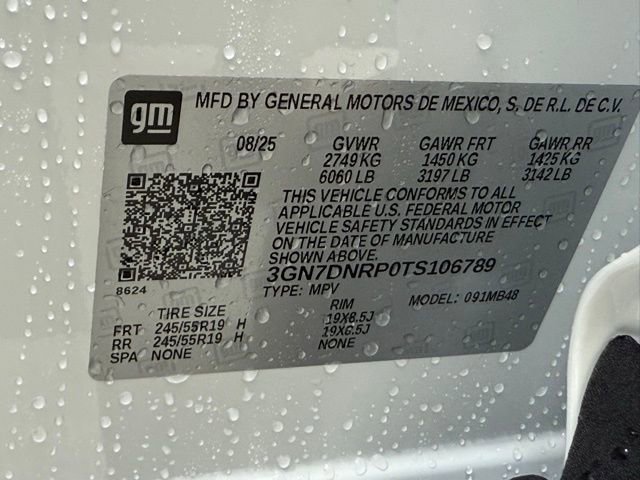 gm MFD BY GENERAL MOTORS DE MEXICO, S. DE R.L. DE C.V.
08/25 GVWR GAWR FRT GAWR RR
2749 KG 1450 KG 1425 KG
6060 LB 3197 LB 3142 LB
THIS VEHICLE CONFORMS TO ALL
APPLICABLE U.S. FEDERAL MOTOR
VEHICLE SAFETY STANDARDS IN EFFECT
ON THE DATE OF MANUFACTURE
SHOWN ABOVE.
3GN7DNRP0TS106789
8624 TYPE: MPV MODEL: 091MB48
TIRE SIZE RIM
FRT 245/55R19 H 19X8.5J
RR 245/55R19 H 19X8.5J
SPA NONE NONE